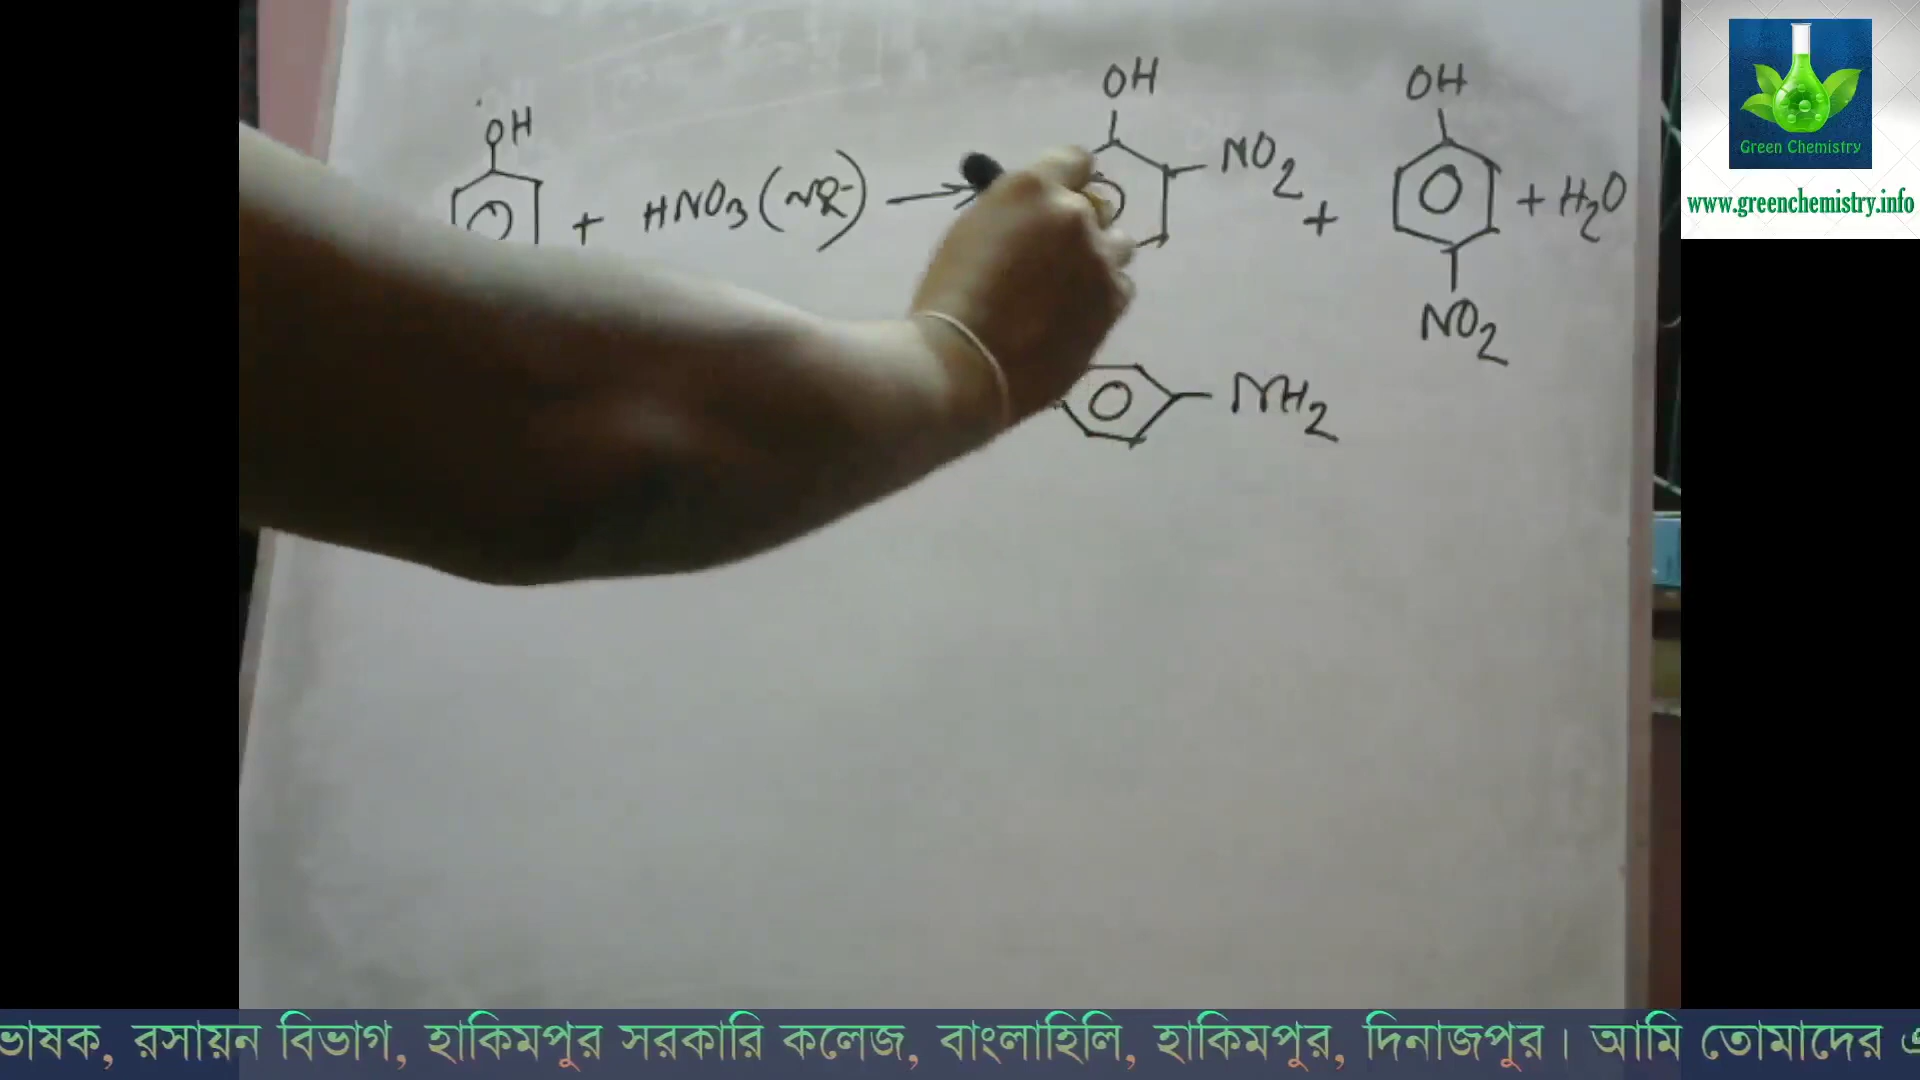 OH OH OH
+ HNO3 (লঘু) → NO2 + + H2O
NO2
NH2
Green Chemistry
www.greenchemistry.info
ভাষক, রসায়ন বিভাগ, হাকিমপুর সরকারি কলেজ, বাংলাহিলি, হাকিমপুর, দিনাজপুর। আমি তোমাদের